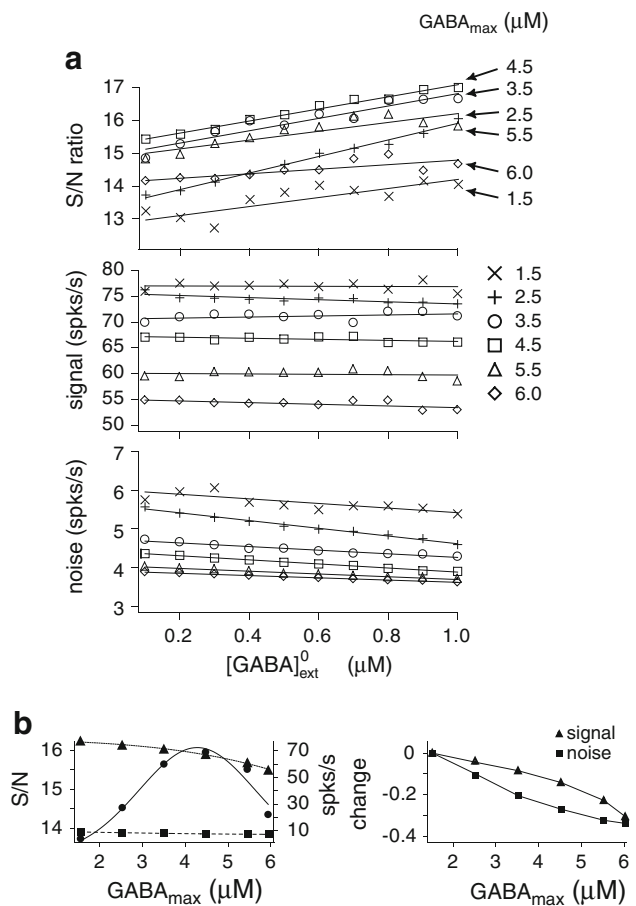 GABAmax (μM)
a
17
16
15
14
13
S/N ratio
4.5
3.5
2.5
5.5
6.0
1.5
80
75
70
65
60
55
50
signal (spks/s)
1.5
2.5
3.5
4.5
5.5
6.0
7
6
5
4
3
noise (spks/s)
0.2 0.4 0.6 0.8 1.0
[GABA]0ext (μM)
b
16
14
S/N
70
50
30
10
spks/s
2 3 4 5 6
GABAmax (μM)
signal
noise
0
-0.2
-0.4
change
2 3 4 5 6
GABAmax (μM)